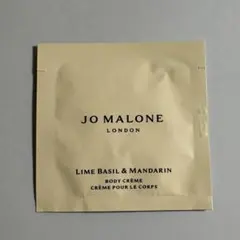 JO MALONE
LONDON
LIME BASIL & MANDARIN
BODY CRÈME
CRÈME POUR LE CORPS